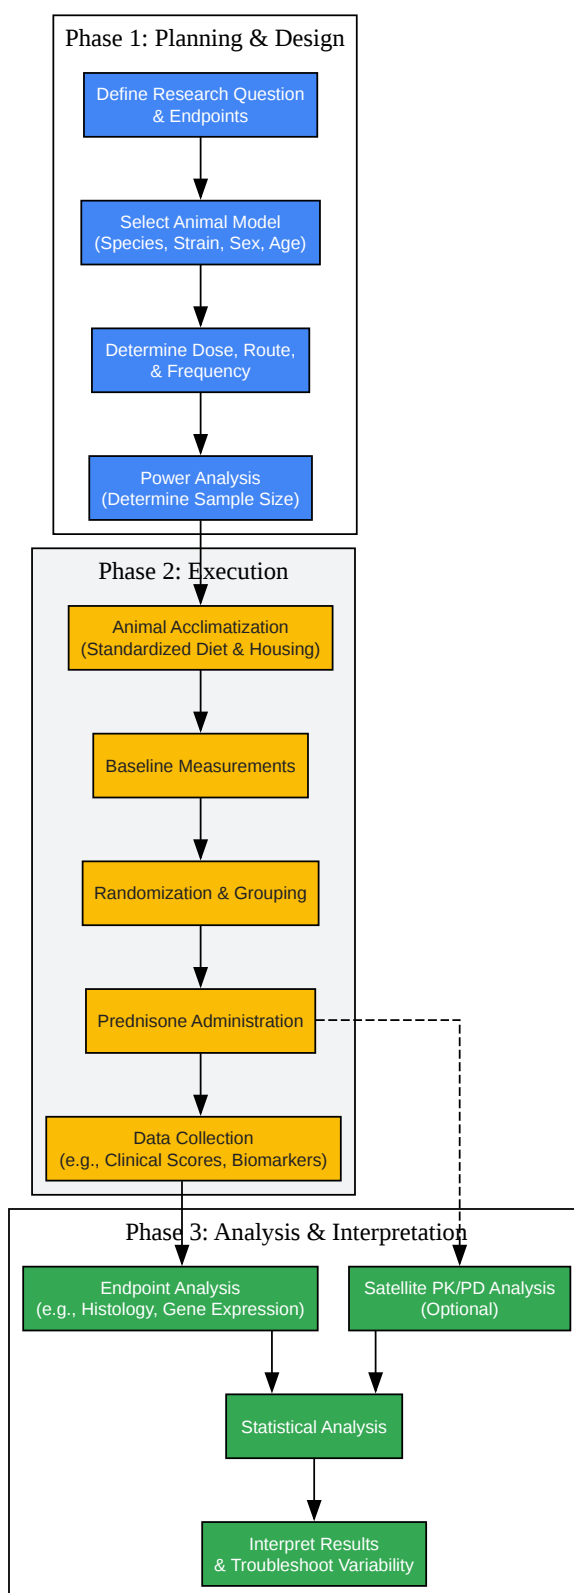 Phase 1: Planning & Design
Define Research Question
& Endpoints
Select Animal Model
(Species, Strain, Sex, Age)
Determine Dose, Route,
& Frequency
Power Analysis
(Determine Sample Size)
Phase 2: Execution
Animal Acclimatization
(Standardized Diet & Housing)
Baseline Measurements
Randomization & Grouping
Prednisone Administration
Data Collection
(e.g., Clinical Scores, Biomarkers)
Phase 3: Analysis & Interpretation
Endpoint Analysis
(e.g., Histology, Gene Expression)
Satellite PK/PD Analysis
(Optional)
Statistical Analysis
Interpret Results
& Troubleshoot Variability